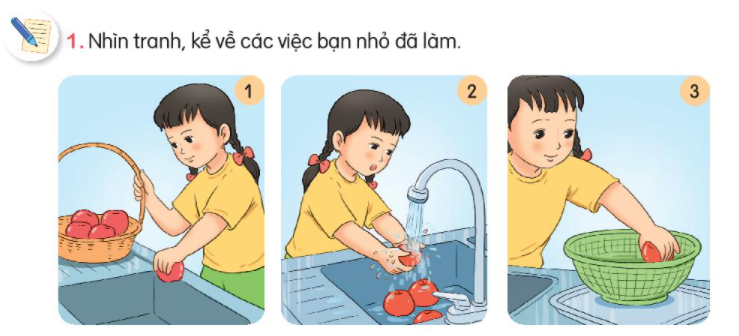 1. Nhìn tranh, kể về các việc bạn nhỏ đã làm.
1
2
3